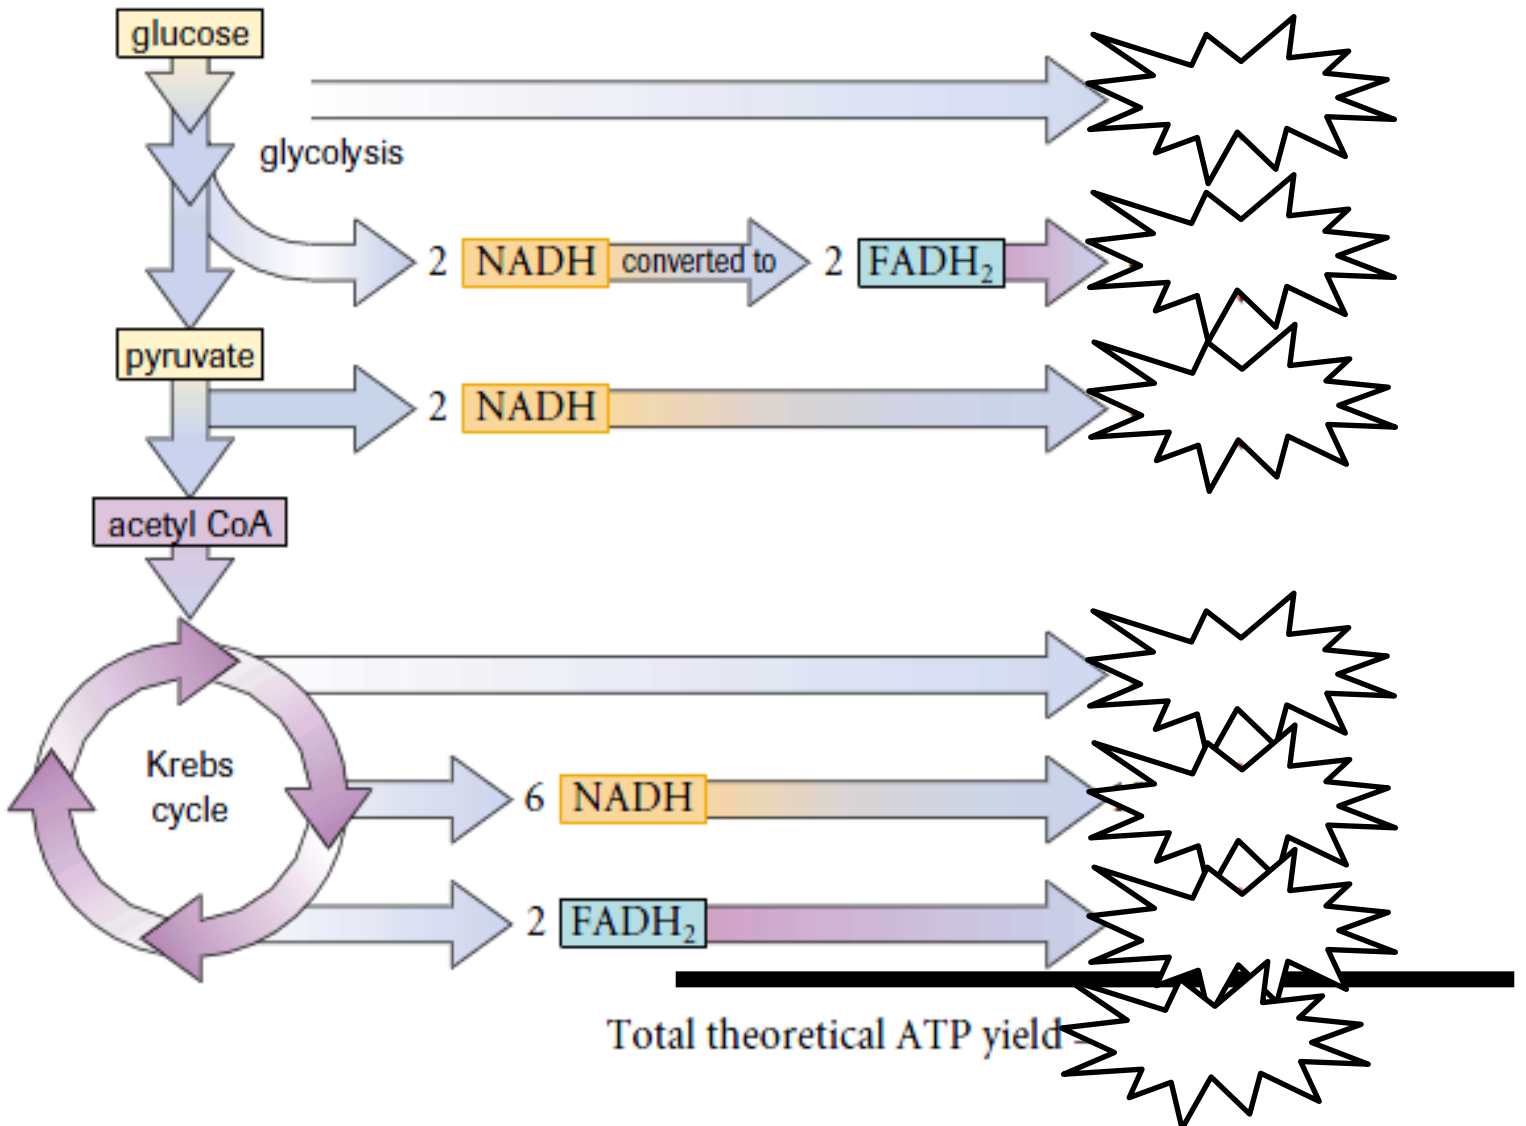 glucose
glycolysis
2 NADH converted to 2 FADH₂
pyruvate
2 NADH
acetyl CoA
Krebs
cycle
6 NADH
2 FADH₂
Total theoretical ATP yield